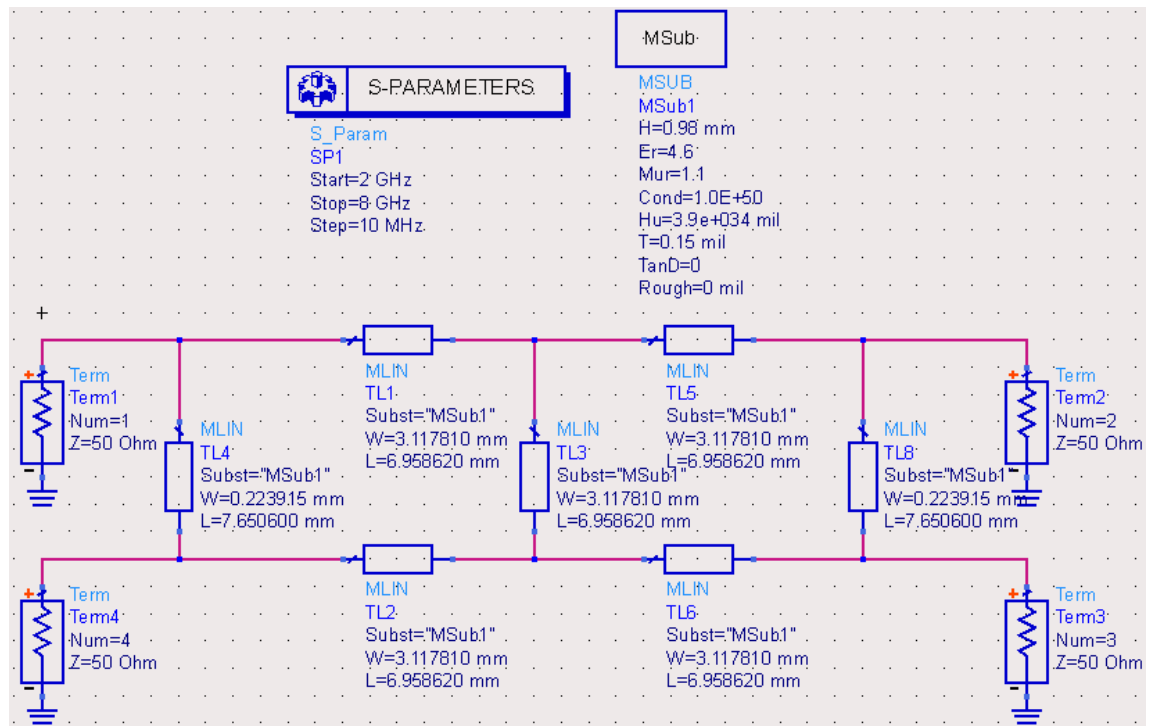 MSub
MSUB
MSub1
H=0.98 mm
Er=4.6
Mur=1.1
Cond=1.0E+50
Hu=3.9e+034 mil
T=0.15 mil
TanD=0
Rough=0 mil
S-PARAMETERS
S_Param
SP1
Start=2 GHz
Stop=8 GHz
Step=10 MHz
Term
Term1
Num=1
Z=50 Ohm
MLIN
TL4
Subst="MSub1"
W=0.223915 mm
L=7.650600 mm
MLIN
TL1
Subst="MSub1"
W=3.117810 mm
L=6.958620 mm
MLIN
TL3
Subst="MSub1"
W=3.117810 mm
L=6.958620 mm
MLIN
TL5
Subst="MSub1"
W=3.117810 mm
L=6.958620 mm
MLIN
TL8
Subst="MSub1"
W=0.223915 mm
L=7.650600 mm
Term
Term2
Num=2
Z=50 Ohm
Term
Term4
Num=4
Z=50 Ohm
MLIN
TL2
Subst="MSub1"
W=3.117810 mm
L=6.958620 mm
MLIN
TL6
Subst="MSub1"
W=3.117810 mm
L=6.958620 mm
Term
Term3
Num=3
Z=50 Ohm